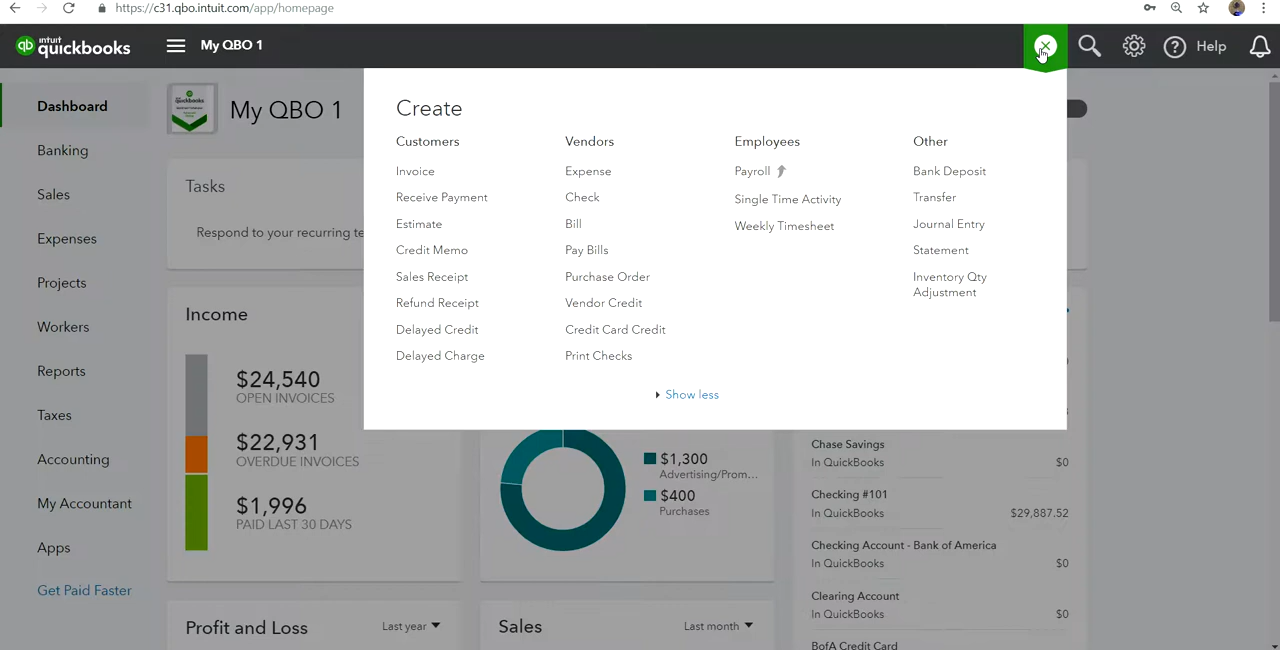 https://c31.qbo.intuit.com/app/homepage
intuit
quickbooks
My QBO 1
Help
Dashboard
Banking
Sales
Expenses
Projects
Workers
Reports
Taxes
Accounting
My Accountant
Apps
Get Paid Faster
quickbooks
My QBO 1
Tasks
Respond to your recurring te
Income
$24,540
OPEN INVOICES
$22,931
OVERDUE INVOICES
$1,996
PAID LAST 30 DAYS
Profit and Loss
Last year
Create
Customers
Invoice
Receive Payment
Estimate
Credit Memo
Sales Receipt
Refund Receipt
Delayed Credit
Delayed Charge
Vendors
Expense
Check
Bill
Pay Bills
Purchase Order
Vendor Credit
Credit Card Credit
Print Checks
Employees
Payroll
Single Time Activity
Weekly Timesheet
Other
Bank Deposit
Transfer
Journal Entry
Statement
Inventory Qty
Adjustment
Show less
$1,300
Advertising/Prom...
$400
Purchases
Sales
Last month
Chase Savings
In QuickBooks $0
Checking #101
In QuickBooks $29,887.52
Checking Account - Bank of America
In QuickBooks $0
Clearing Account
In QuickBooks $0
BofA Credit Card